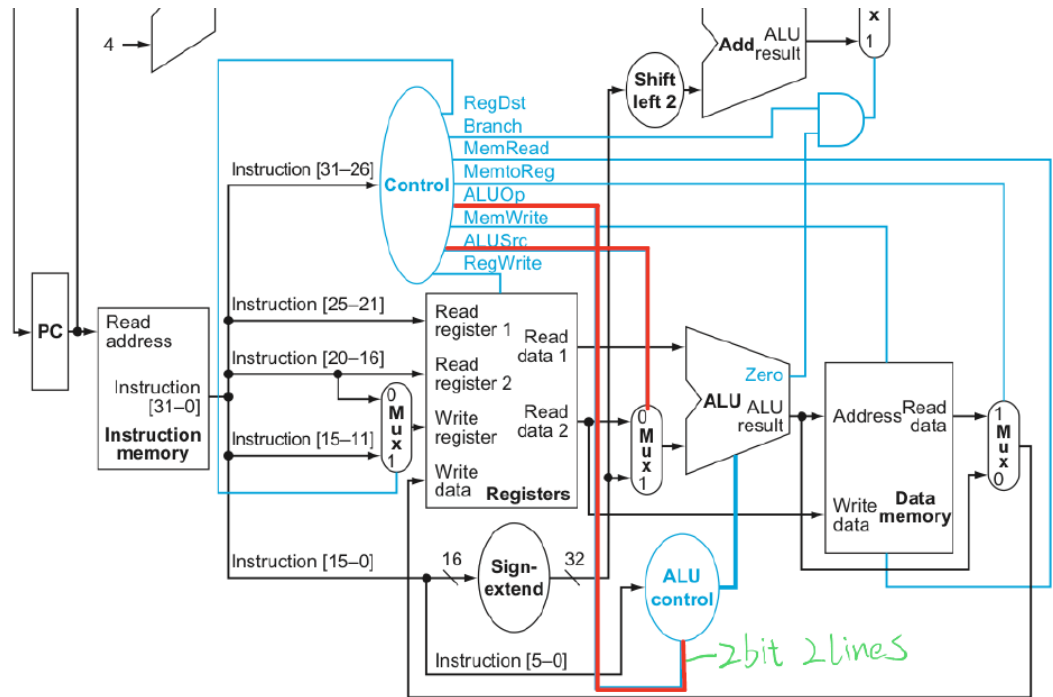 4
Add
ALU
result
x
1
Shift
left 2
RegDst
Branch
MemRead
MemtoReg
ALUOp
MemWrite
ALUSrc
RegWrite
Control
Instruction [31–26]
Instruction [25–21]
Instruction [20–16]
Instruction [15–11]
Instruction [15–0]
Instruction [5–0]
PC
Read
address
Instruction
[31–0]
Instruction
memory
0
M
u
x
1
Read
register 1
Read
register 2
Write
register
Write
data
Read
data 1
Read
data 2
Registers
0
M
u
x
1
Zero
ALU
ALU
result
Address
Read
data
Write
data
Data
memory
1
M
u
x
0
16
Sign-
extend
32
ALU
control
2bit 2lines